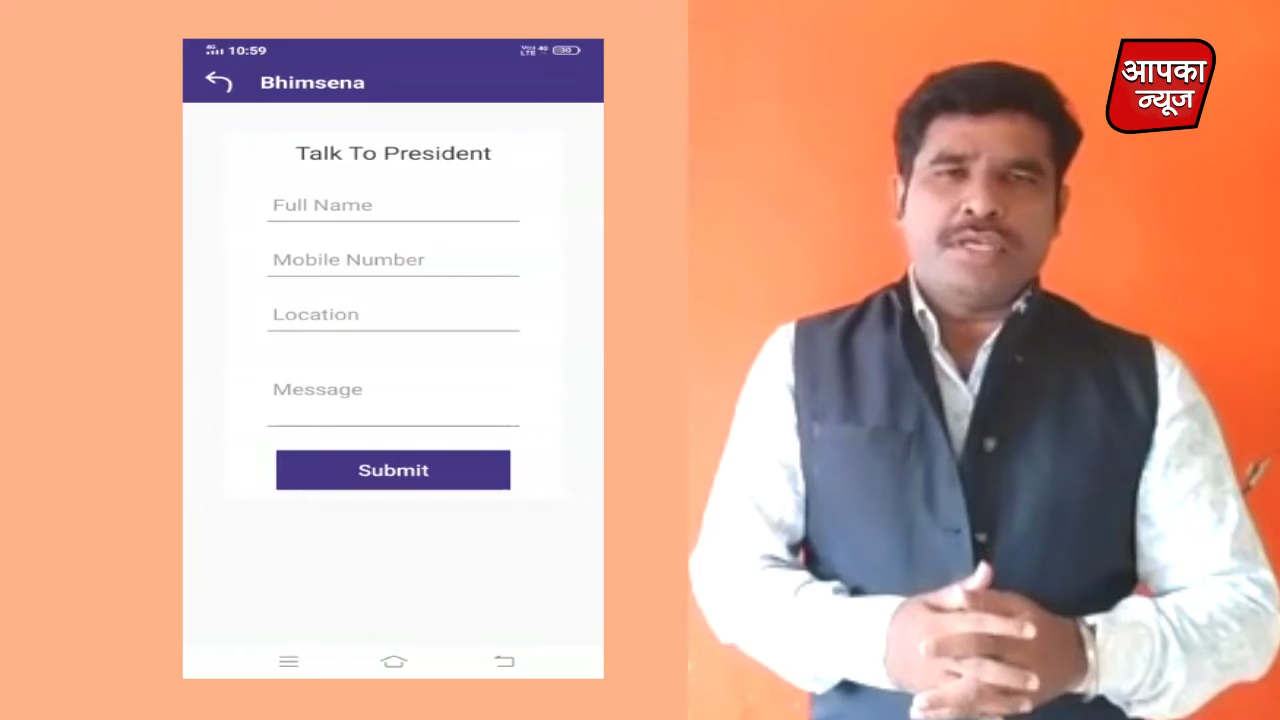 10:59
Bhimsena
Talk To President
Full Name
Mobile Number
Location
Message
Submit
आपका
न्यूज